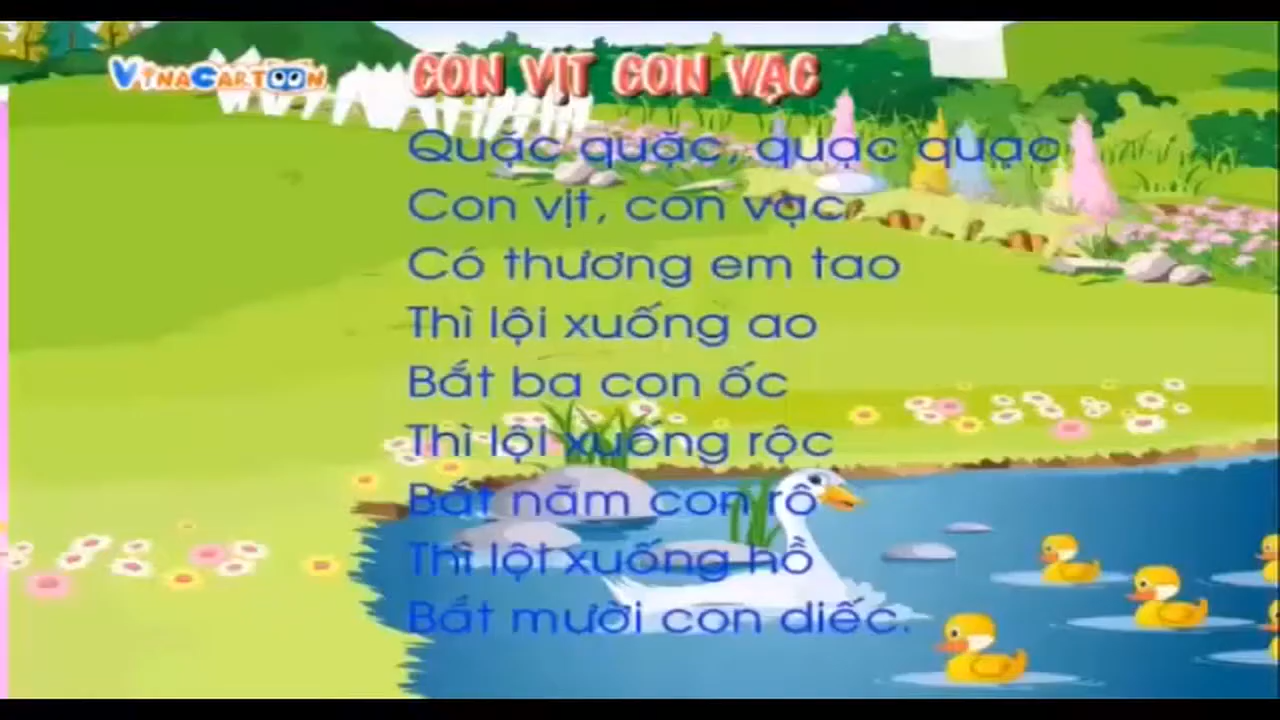 VINACARTOON
CON VỊT CON VẠC
Quặc quặc, quạc quạc
Con vịt, con vạc
Có thương em tao
Thì lội xuống ao
Bắt ba con ốc
Thì lội xuống rộc
Bắt năm con rô
Thì lội xuống hồ
Bắt mười con diếc.